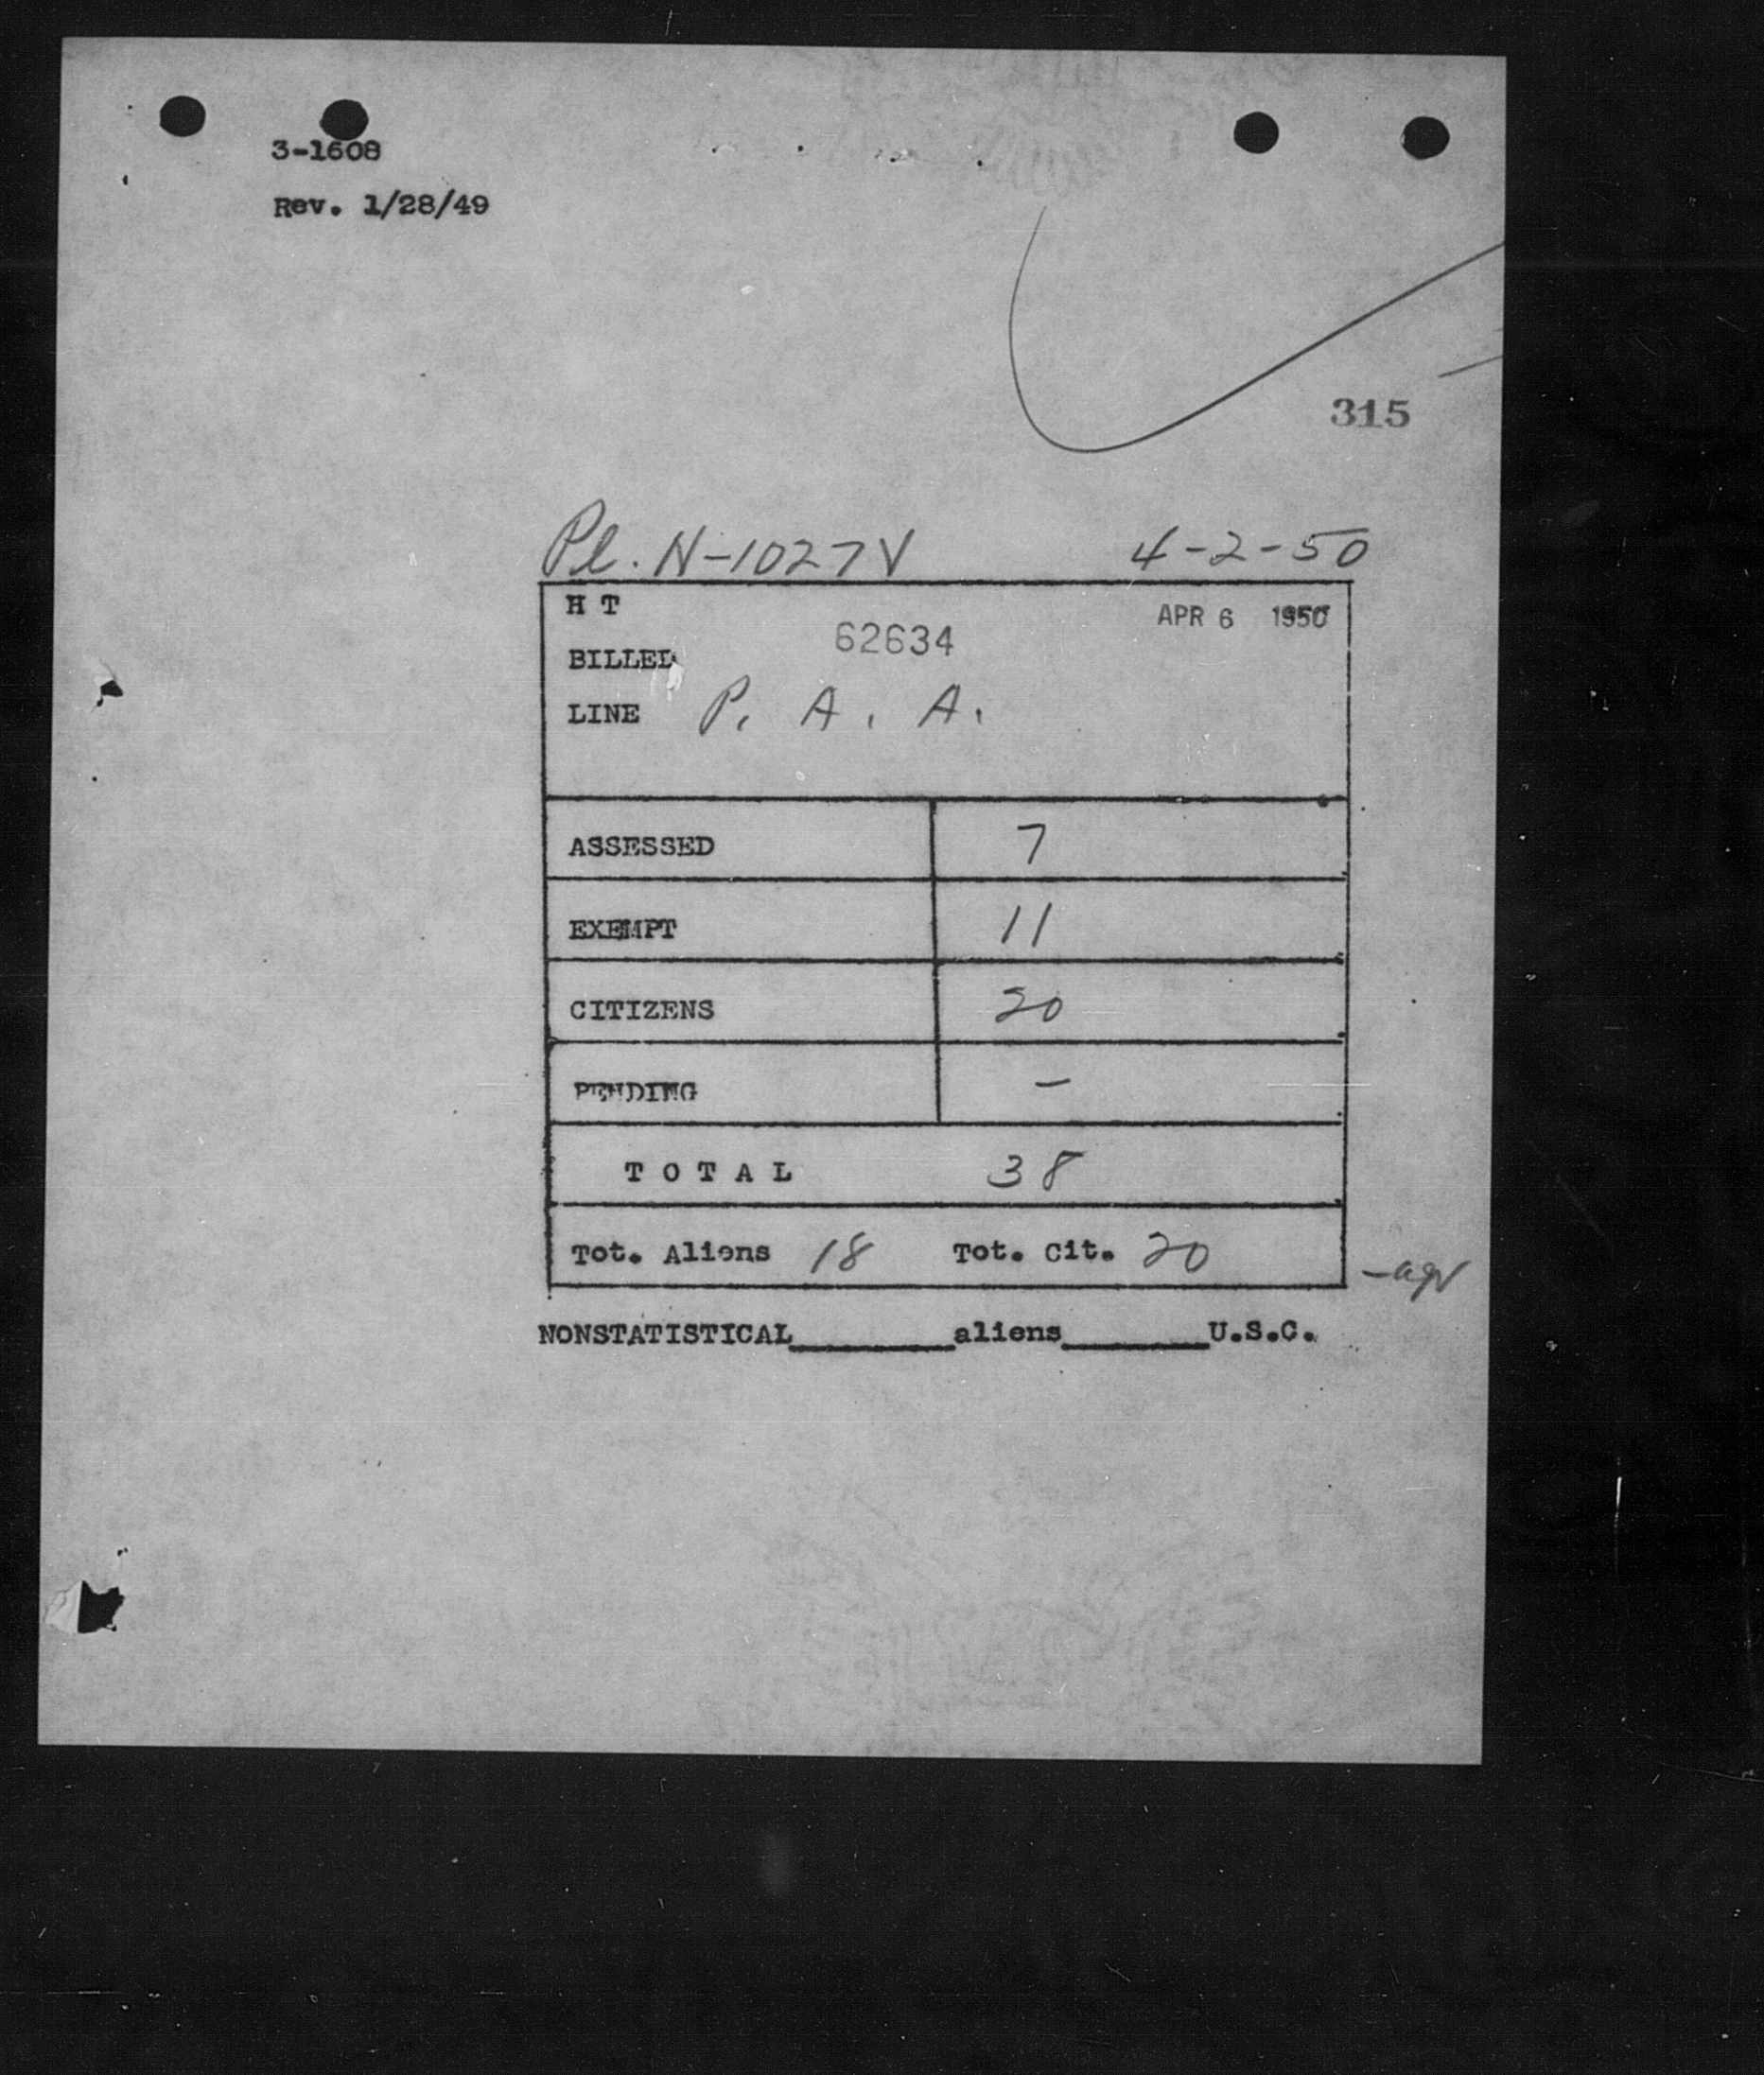 3-1608
Rev. 1/28/49
315
Pl. N-1027V 4-2-50
H T APR 6 1950
62634
BILLED
LINE P. A. A.
ASSESSED 7
EXEMPT 11
CITIZENS 20
PENDING -
T O T A L 38
Tot. Aliens 18 Tot. Cit. 20
NONSTATISTICAL________aliens________U.S.C.